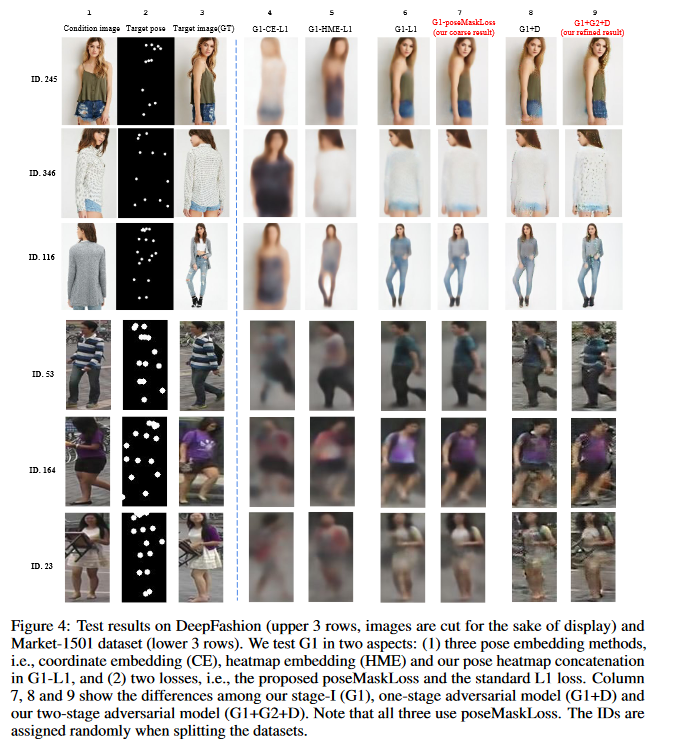 1 2 3 4 5 6 7 8 9
Condition image Target pose Target image(GT) G1-CE-L1 G1-HME-L1 G1-L1 G1-poseMaskLoss (our coarse result) G1+D G1+G2+D (our refined result)
ID. 245
ID. 346
ID. 116
ID. 53
ID. 164
ID. 23
Figure 4: Test results on DeepFashion (upper 3 rows, images are cut for the sake of display) and
Market-1501 dataset (lower 3 rows). We test G1 in two aspects: (1) three pose embedding methods,
i.e., coordinate embedding (CE), heatmap embedding (HME) and our pose heatmap concatenation
in G1-L1, and (2) two losses, i.e., the proposed poseMaskLoss and the standard L1 loss. Column
7, 8 and 9 show the differences among our stage-I (G1), one-stage adversarial model (G1+D) and
our two-stage adversarial model (G1+G2+D). Note that all three use poseMaskLoss. The IDs are
assigned randomly when splitting the datasets.